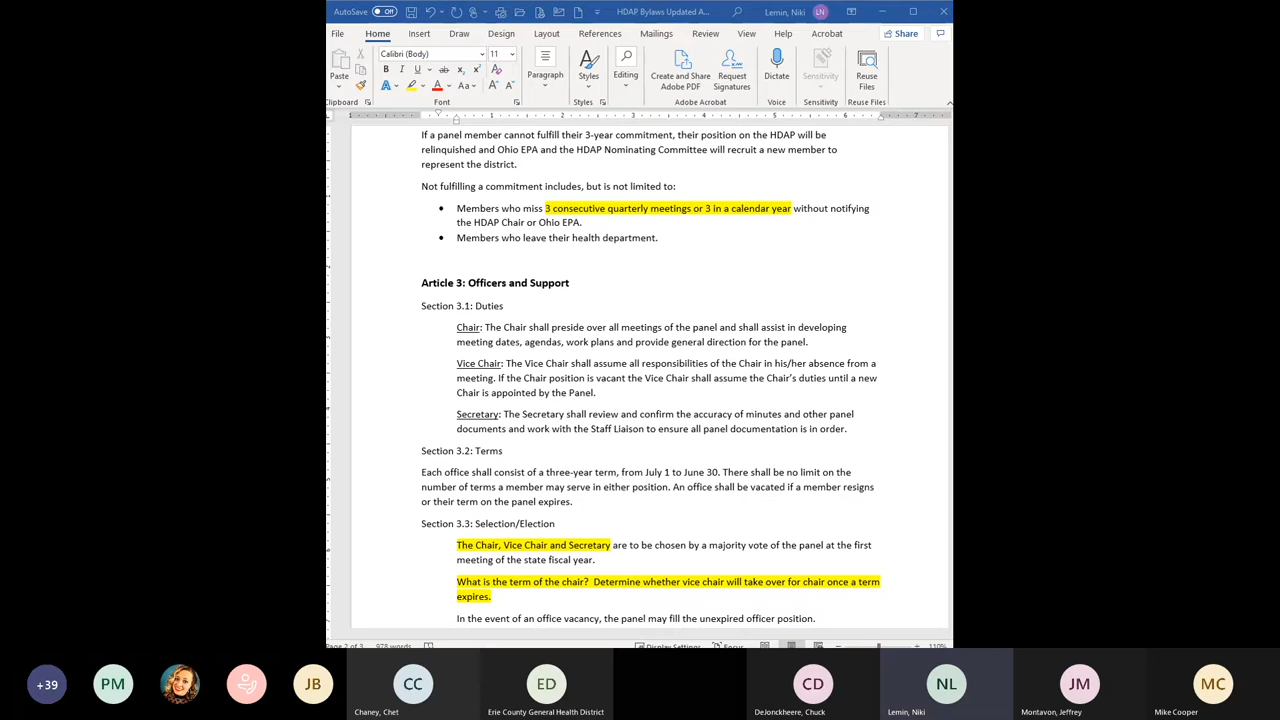 AutoSave Off HDAP Bylaws Updated A... Lemin, Niki LN
File Home Insert Draw Design Layout References Mailings Review View Help Acrobat Share
Calibri (Body) 11
Paste Paragraph Styles Editing Create and Share Adobe PDF Request Signatures Dictate Sensitivity Reuse Files
Clipboard Font Styles Adobe Acrobat Voice Sensitivity Reuse Files
If a panel member cannot fulfill their 3-year commitment, their position on the HDAP will be
relinquished and Ohio EPA and the HDAP Nominating Committee will recruit a new member to
represent the district.
Not fulfilling a commitment includes, but is not limited to:
• Members who miss 3 consecutive quarterly meetings or 3 in a calendar year without notifying
the HDAP Chair or Ohio EPA.
• Members who leave their health department.
Article 3: Officers and Support
Section 3.1: Duties
Chair: The Chair shall preside over all meetings of the panel and shall assist in developing
meeting dates, agendas, work plans and provide general direction for the panel.
Vice Chair: The Vice Chair shall assume all responsibilities of the Chair in his/her absence from a
meeting. If the Chair position is vacant the Vice Chair shall assume the Chair's duties until a new
Chair is appointed by the Panel.
Secretary: The Secretary shall review and confirm the accuracy of minutes and other panel
documents and work with the Staff Liaison to ensure all panel documentation is in order.
Section 3.2: Terms
Each office shall consist of a three-year term, from July 1 to June 30. There shall be no limit on the
number of terms a member may serve in either position. An office shall be vacated if a member resigns
or their term on the panel expires.
Section 3.3: Selection/Election
The Chair, Vice Chair and Secretary are to be chosen by a majority vote of the panel at the first
meeting of the state fiscal year.
What is the term of the chair? Determine whether vice chair will take over for chair once a term
expires.
In the event of an office vacancy, the panel may fill the unexpired officer position.
Page 2 of 3 978 words Display Settings Focus 110%
+39 PM JB CC ED CD NL JM MC
Chaney, Chet Erie County General Health District DeJonckheere, Chuck Lemin, Niki Montavon, Jeffrey Mike Cooper